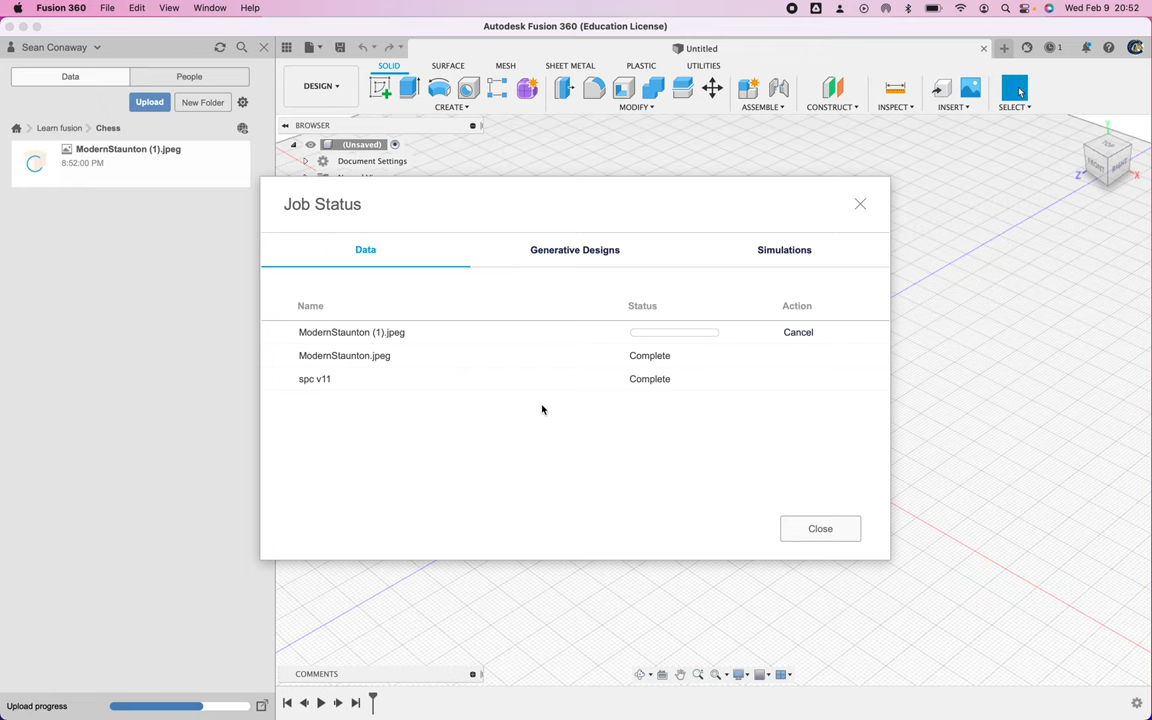 Fusion 360 File Edit View Window Help Wed Feb 9 20:52
Autodesk Fusion 360 (Education License)
Sean Conaway
Untitled
1
Data People
SOLID SURFACE MESH SHEET METAL PLASTIC UTILITIES
DESIGN
Upload New Folder
CREATE MODIFY ASSEMBLE CONSTRUCT INSPECT INSERT SELECT
Learn fusion Chess
BROWSER
ModernStaunton (1).jpeg
8:52:00 PM
(Unsaved)
Document Settings
TOP
FRONT
RIGHT
Z X
Y
Job Status
Data Generative Designs Simulations
Name Status Action
ModernStaunton (1).jpeg Cancel
ModernStaunton.jpeg Complete
spc v11 Complete
Close
COMMENTS
Upload progress